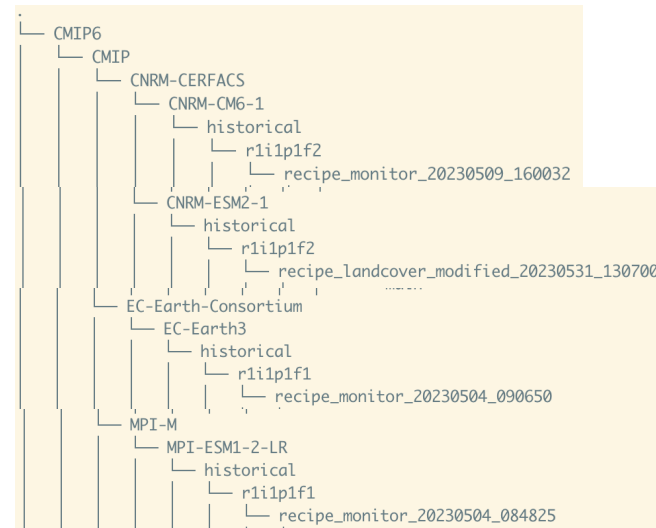 .
└── CMIP6
└── CMIP
└── CNRM-CERFACS
└── CNRM-CM6-1
└── historical
└── r1i1p1f2
└── recipe_monitor_20230509_160032
└── CNRM-ESM2-1
└── historical
└── r1i1p1f2
└── recipe_landcover_modified_20230531_130700
└── EC-Earth-Consortium
└── EC-Earth3
└── historical
└── r1i1p1f1
└── recipe_monitor_20230504_090650
└── MPI-M
└── MPI-ESM1-2-LR
└── historical
└── r1i1p1f1
└── recipe_monitor_20230504_084825